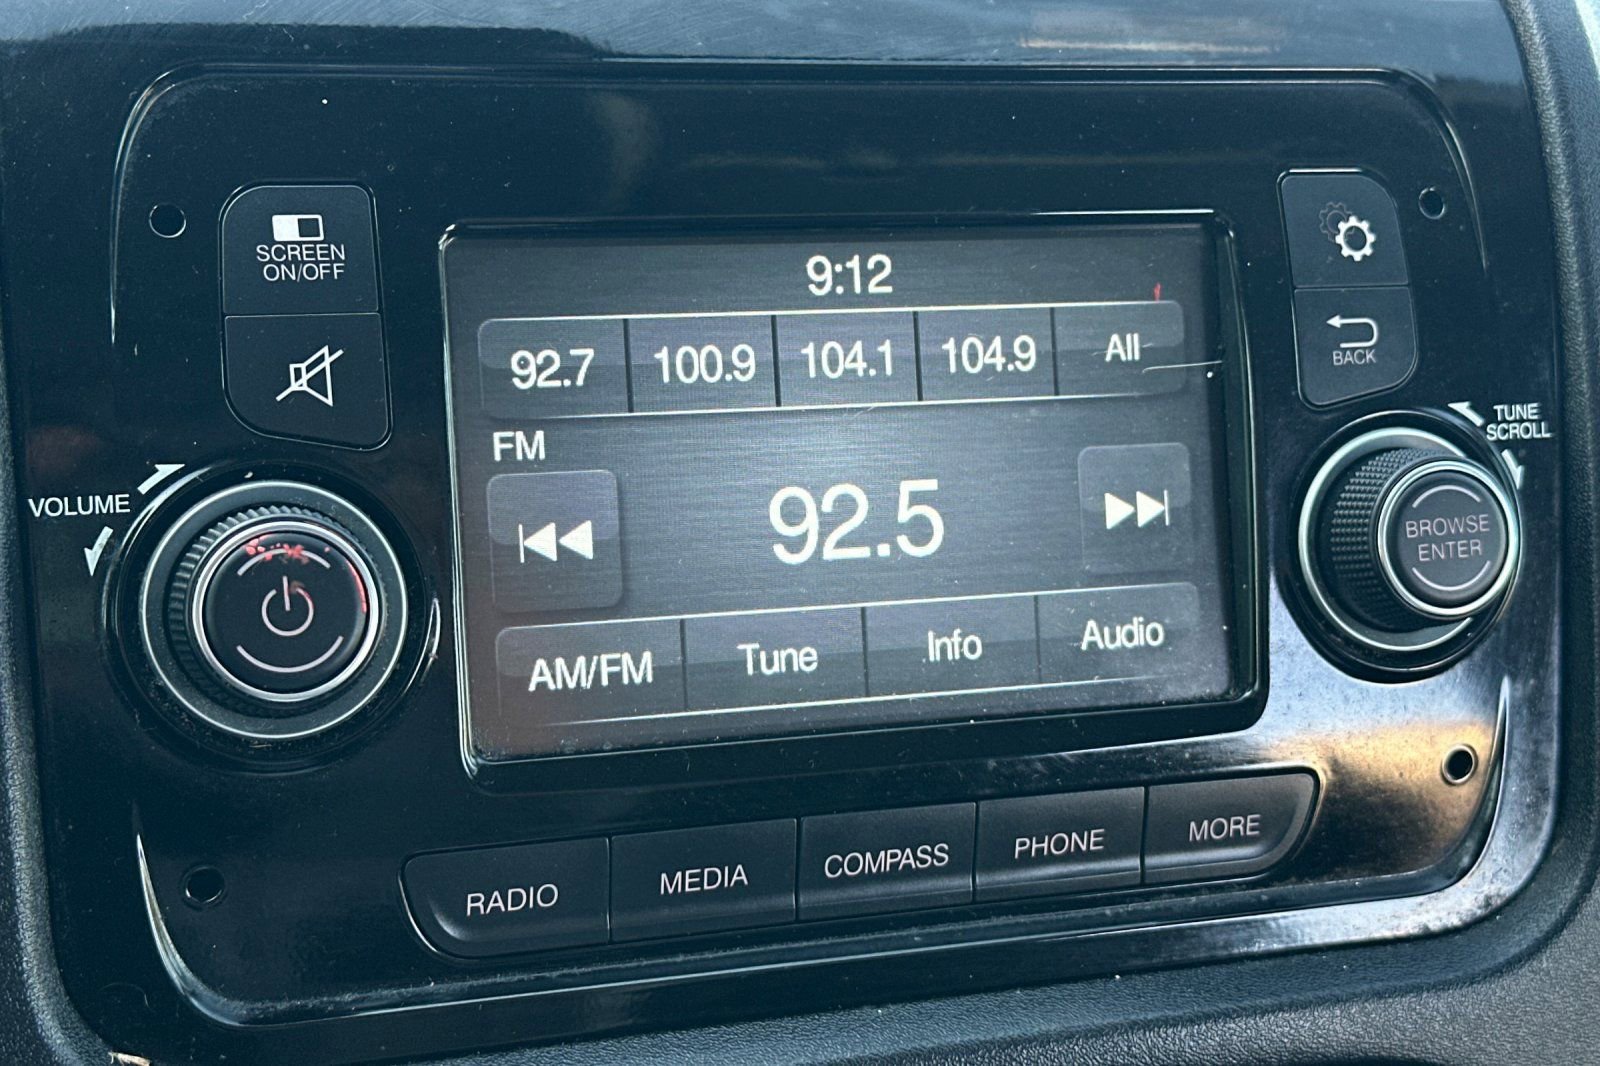 SCREEN
ON/OFF
9:12
92.7 100.9 104.1 104.9 All
FM
92.5
AM/FM Tune Info Audio
VOLUME
BACK
TUNE
SCROLL
BROWSE
ENTER
RADIO MEDIA COMPASS PHONE MORE